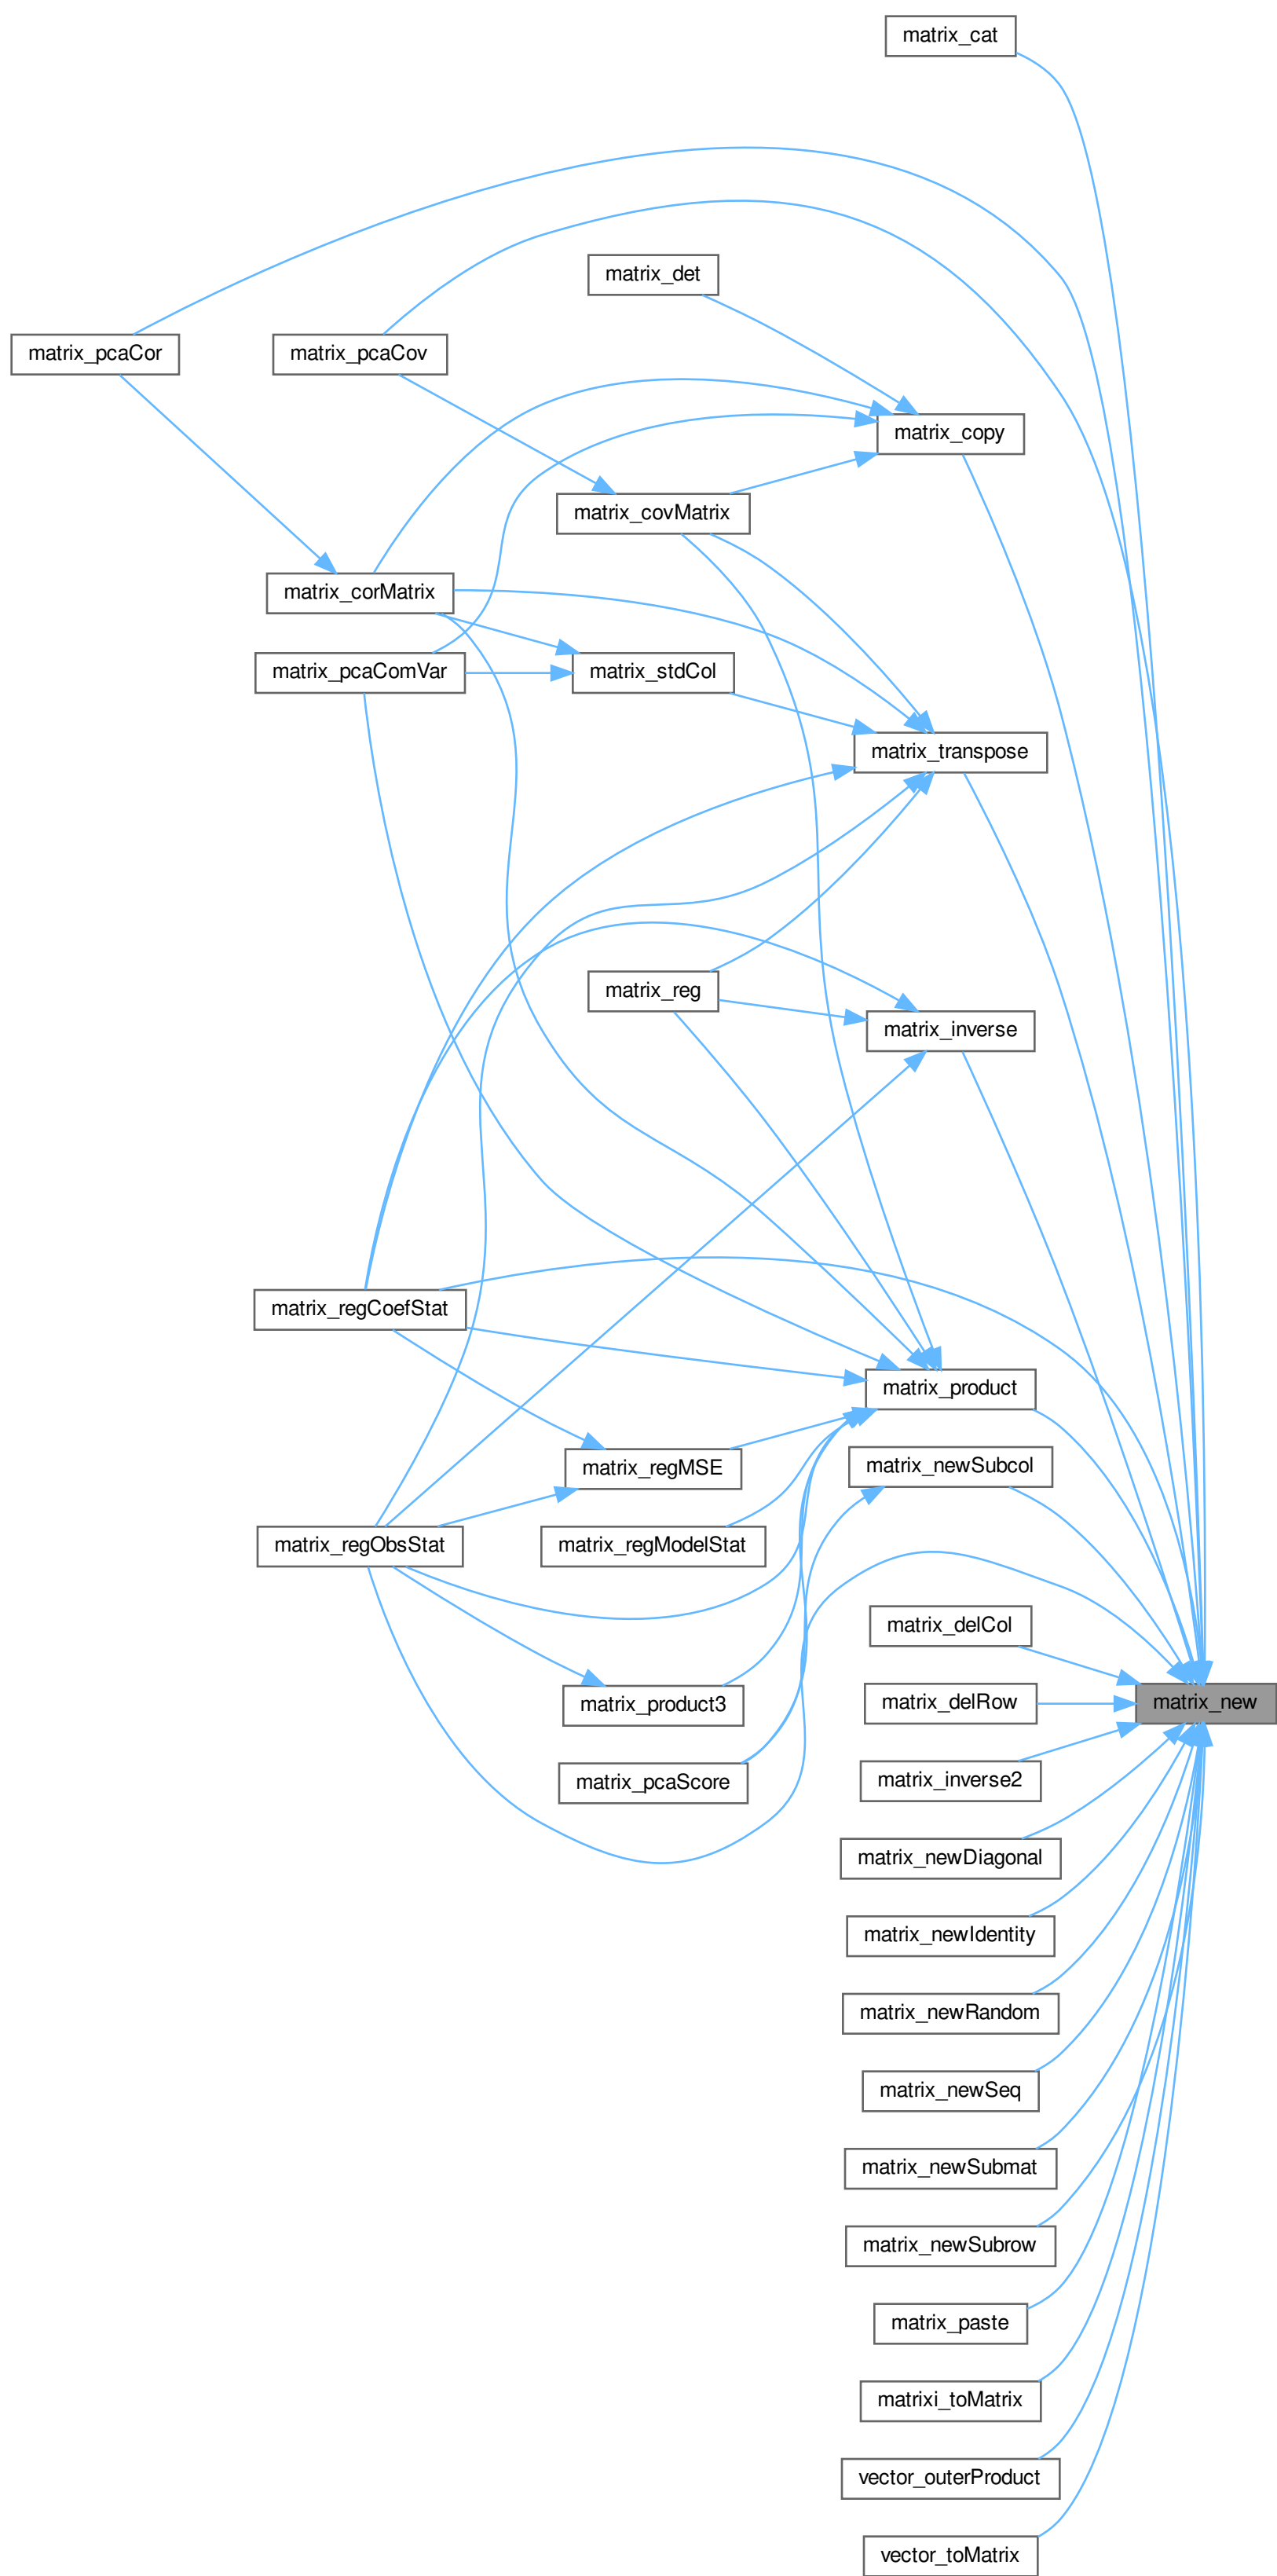 matrix_cat
matrix_det
matrix_pcaCor
matrix_pcaCov
matrix_copy
matrix_covMatrix
matrix_corMatrix
matrix_pcaComVar
matrix_stdCol
matrix_transpose
matrix_reg
matrix_inverse
matrix_regCoefStat
matrix_product
matrix_regMSE
matrix_newSubcol
matrix_regObsStat
matrix_regModelStat
matrix_delCol
matrix_product3
matrix_delRow
matrix_new
matrix_pcaScore
matrix_inverse2
matrix_newDiagonal
matrix_newIdentity
matrix_newRandom
matrix_newSeq
matrix_newSubmat
matrix_newSubrow
matrix_paste
matrixi_toMatrix
vector_outerProduct
vector_toMatrix